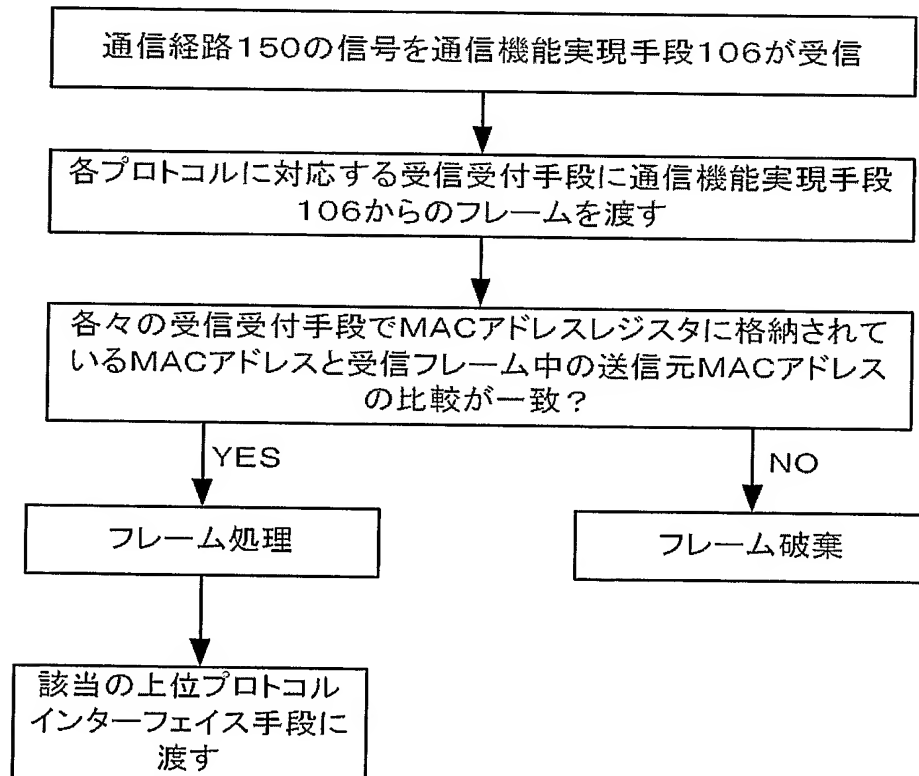 通信経路150の信号を通信機能実現手段106が受信
各プロトコルに対応する受信受付手段に通信機能実現手段
106からのフレームを渡す
各々の受信受付手段でMACアドレスレジスタに格納されて
いるMACアドレスと受信フレーム中の送信元MACアドレス
の比較が一致?
YES
NO
フレーム処理
フレーム破棄
該当の上位プロトコル
インターフェイス手段に
渡す